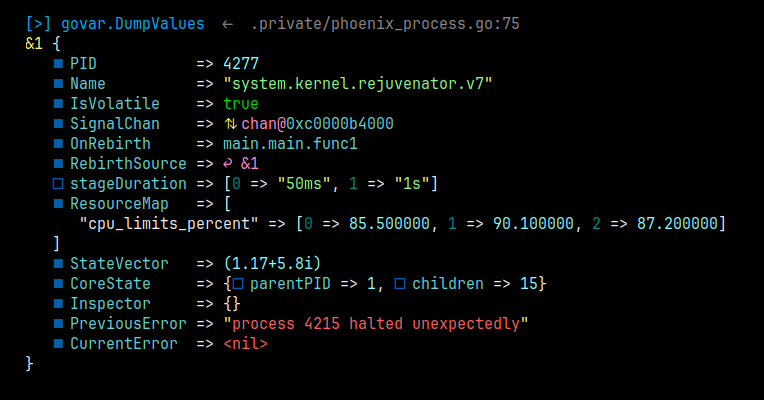 [>] govar.DumpValues ← .private/phoenix_process.go:75
&1 {
   ■ PID           => 4277
   ■ Name          => "system.kernel.rejuvenator.v7"
   ■ IsVolatile    => true
   ■ SignalChan    => ⇅ chan@0xc0000b4000
   ■ OnRebirth     => main.main.func1
   ■ RebirthSource => ⤶ &1
   □ stageDuration => [0 => "50ms", 1 => "1s"]
   ■ ResourceMap   => [
      "cpu_limits_percent" => [0 => 85.500000, 1 => 90.100000, 2 => 87.200000]
   ]
   ■ StateVector   => (1.17+5.8i)
   ■ CoreState     => {□ parentPID => 1, □ children => 15}
   ■ Inspector     => {}
   ■ PreviousError => "process 4215 halted unexpectedly"
   ■ CurrentError  => <nil>
}